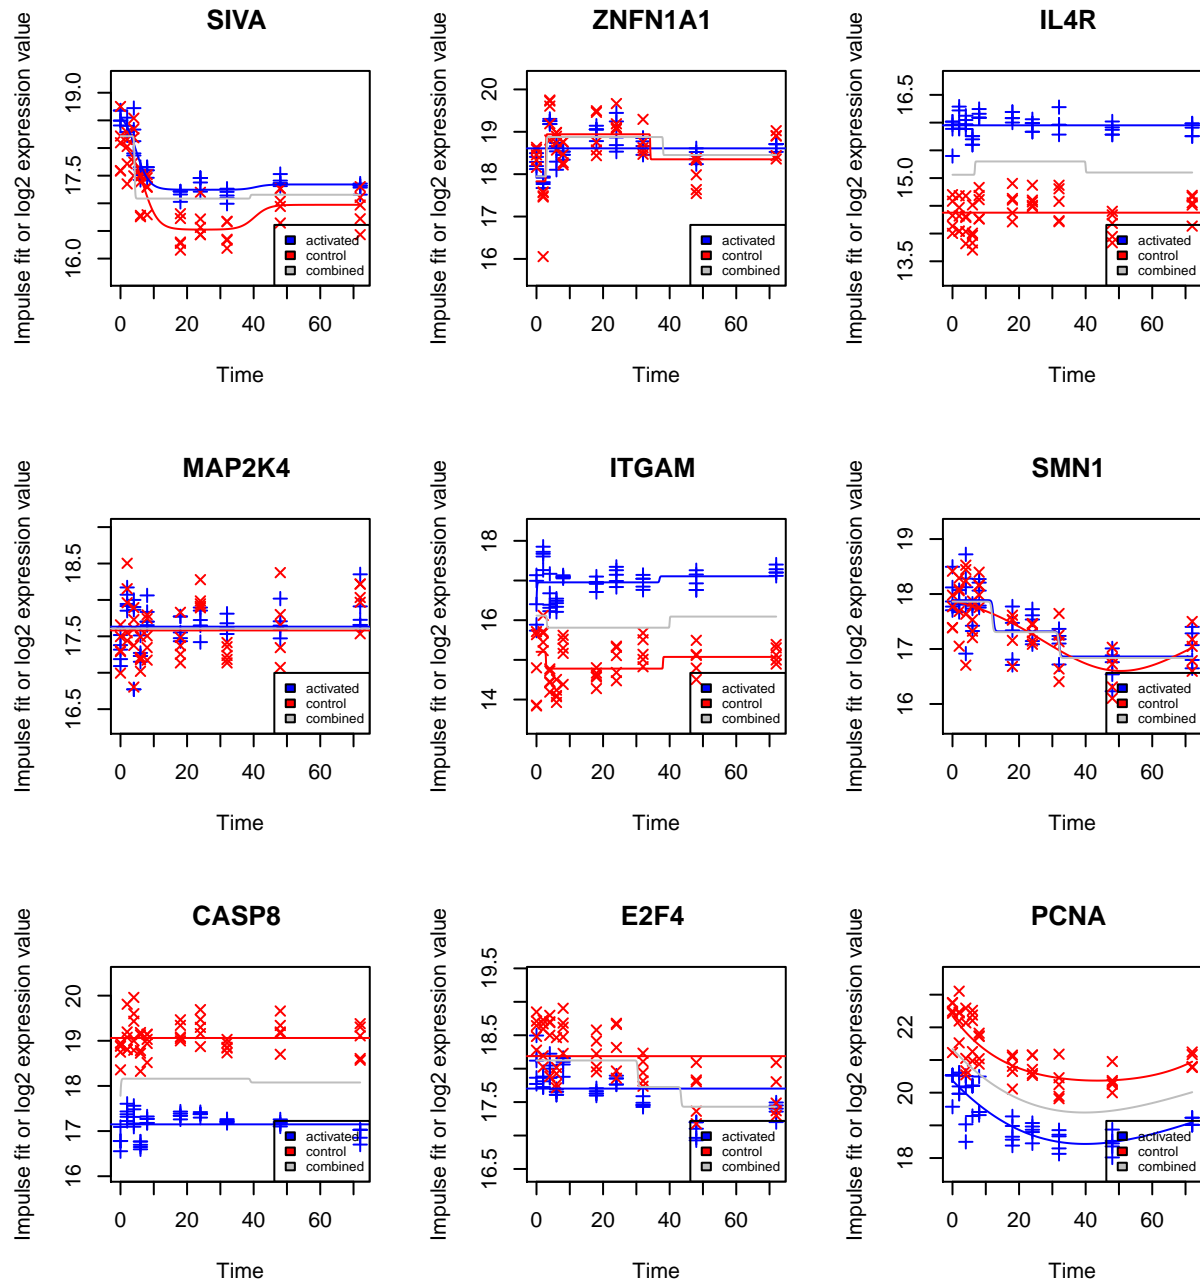 SIVA
Impulse fit or log2 expression value
19.0
17.5
16.0
activated
control
combined
0 20 40 60
Time
ZNFN1A1
Impulse fit or log2 expression value
20
19
18
17
16
activated
control
combined
0 20 40 60
Time
IL4R
Impulse fit or log2 expression value
16.5
15.0
13.5
activated
control
combined
0 20 40 60
Time
MAP2K4
Impulse fit or log2 expression value
18.5
17.5
16.5
activated
control
combined
0 20 40 60
Time
ITGAM
Impulse fit or log2 expression value
18
16
14
activated
control
combined
0 20 40 60
Time
SMN1
Impulse fit or log2 expression value
19
18
17
16
activated
control
combined
0 20 40 60
Time
CASP8
Impulse fit or log2 expression value
20
19
18
17
16
activated
control
combined
0 20 40 60
Time
E2F4
Impulse fit or log2 expression value
19.5
18.5
17.5
16.5
activated
control
combined
0 20 40 60
Time
PCNA
Impulse fit or log2 expression value
22
20
18
activated
control
combined
0 20 40 60
Time